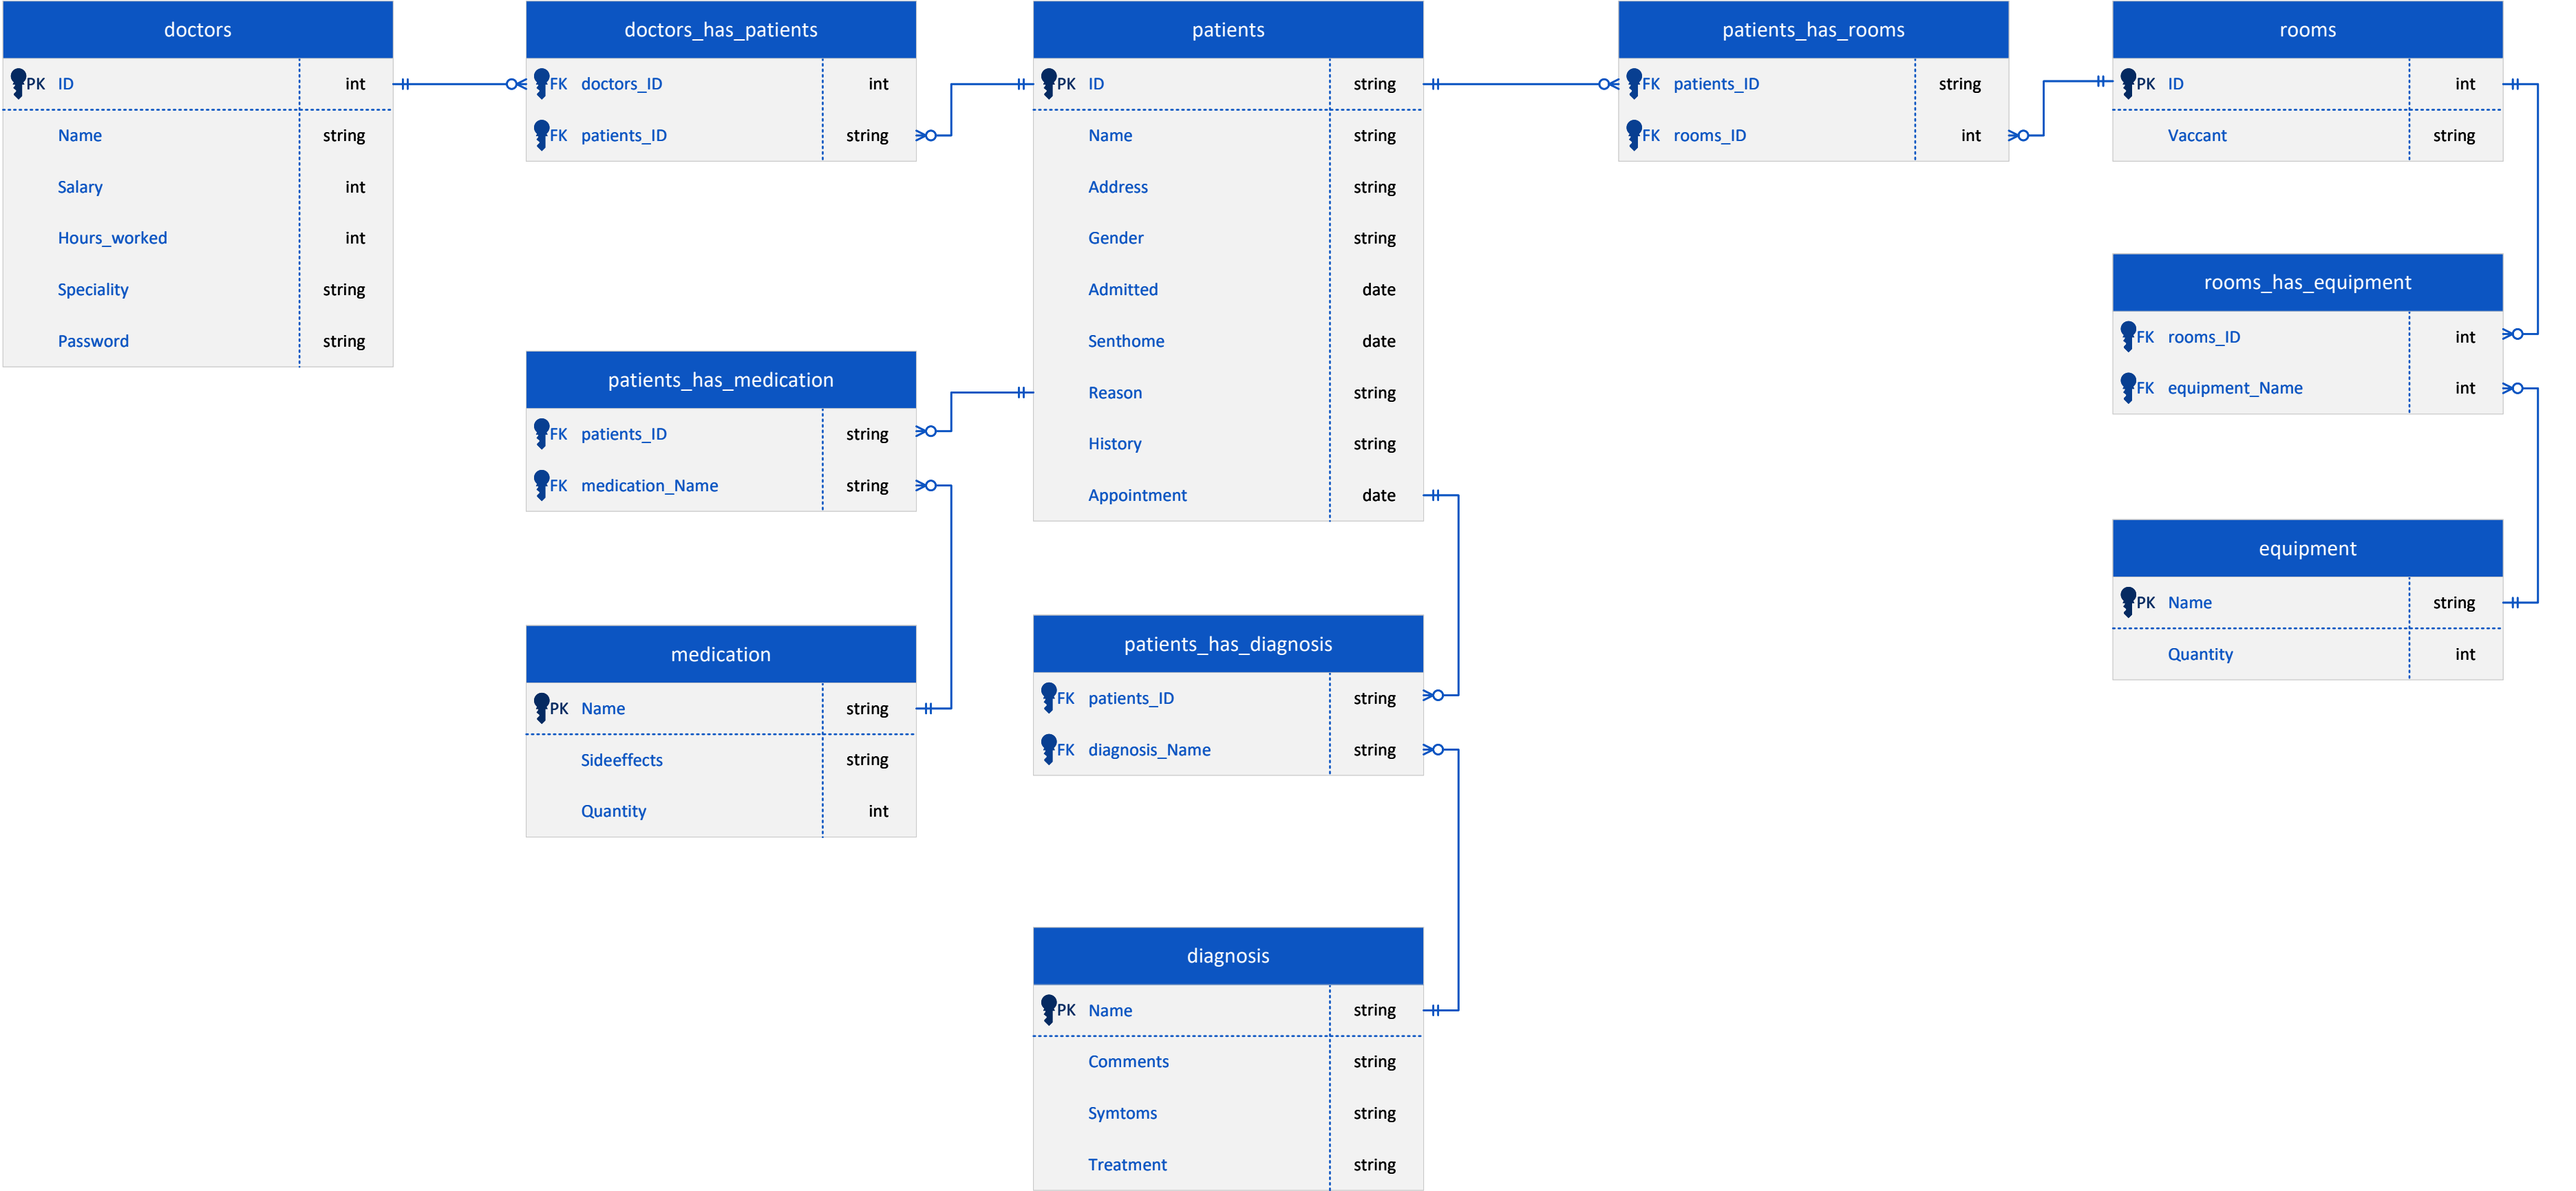 doctors
PK ID int
Name string
Salary int
Hours_worked int
Speciality string
Password string
doctors_has_patients
FK doctors_ID int
FK patients_ID string
patients
PK ID string
Name string
Address string
Gender string
Admitted date
Senthome date
Reason string
History string
Appointment date
patients_has_rooms
FK patients_ID string
FK rooms_ID int
rooms
PK ID int
Vaccant string
rooms_has_equipment
FK rooms_ID int
FK equipment_Name int
patients_has_medication
FK patients_ID string
FK medication_Name string
equipment
PK Name string
Quantity int
medication
PK Name string
Sideeffects string
Quantity int
patients_has_diagnosis
FK patients_ID string
FK diagnosis_Name string
diagnosis
PK Name string
Comments string
Symtoms string
Treatment string